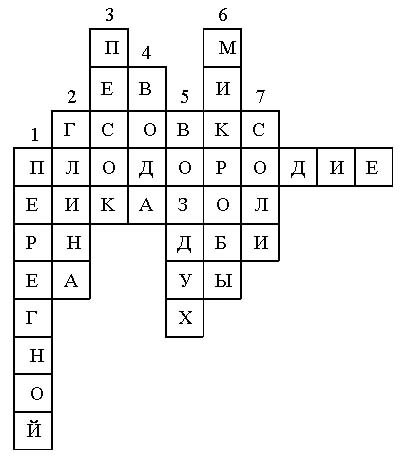 3 6
П 4 М
Е В И
2 5 7
Г С О В К С
1
П Л О Д О Р О Д И Е
Е И К А З О Л
Р Н Д Б И
Е А У Ы
Г Х
Н
О
Й